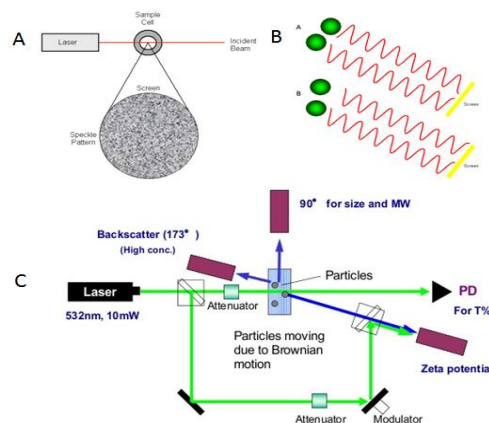 A
Sample
Cell
Laser
Incident
Beam
Screen
Speckle
Pattern
B
A
Screen
B
Screen
C
90° for size and MW
Backscatter (173°)
(High conc.)
Particles
Laser
PD
Attenuator
For T%
532nm, 10mW
Particles moving
due to Brownian
motion
Zeta potential
Attenuator
Modulator